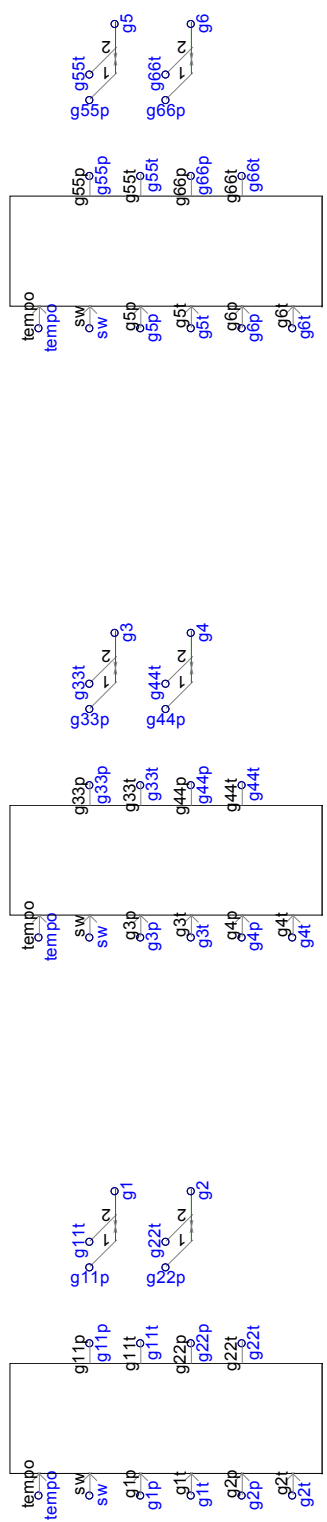 tempo
tempo
sw
sw
g1p
g1p
g1t
g1t
g2p
g2p
g2t
g2t
g11p
g11p
g11t
g11t
g22p
g22p
g22t
g22t
g11p
g11t
1
2
g1
g22p
g22t
1
2
g2
tempo
tempo
sw
sw
g3p
g3p
g3t
g3t
g4p
g4p
g4t
g4t
g33p
g33p
g33t
g33t
g44p
g44p
g44t
g44t
g33p
g33t
1
2
g3
g44p
g44t
1
2
g4
tempo
tempo
sw
sw
g5p
g5p
g5t
g5t
g6p
g6p
g6t
g6t
g55p
g55p
g55t
g55t
g66p
g66p
g66t
g66t
g55p
g55t
1
2
g5
g66p
g66t
1
2
g6